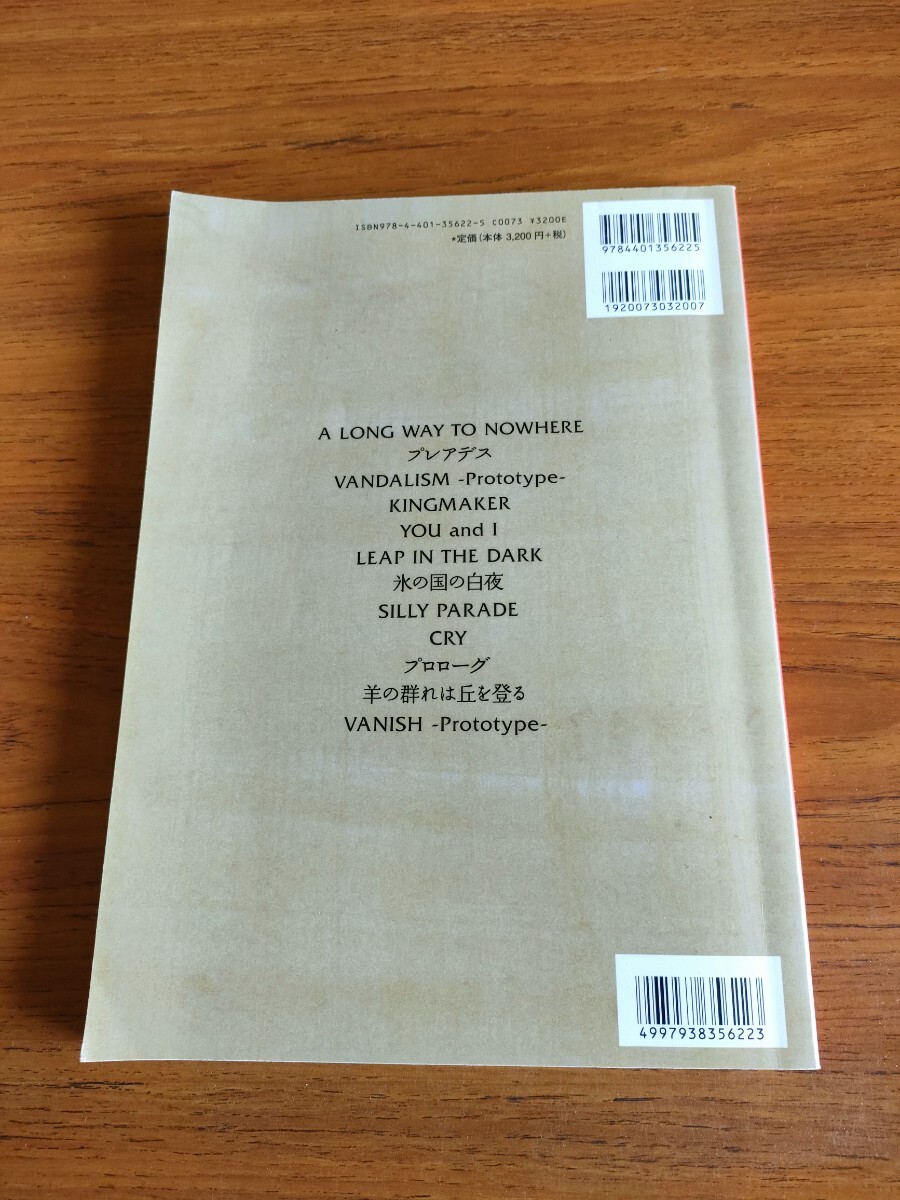 ISBN978-4-401-35622-5 C0073 ¥3200E
★定価(本体 3,200 円+税)
9784401356225
1920073032007
A LONG WAY TO NOWHERE
プレアデス
VANDALISM -Prototype-
KINGMAKER
YOU and I
LEAP IN THE DARK
氷の国の白夜
SILLY PARADE
CRY
プロローグ
羊の群れは丘を登る
VANISH -Prototype-
4997938356223